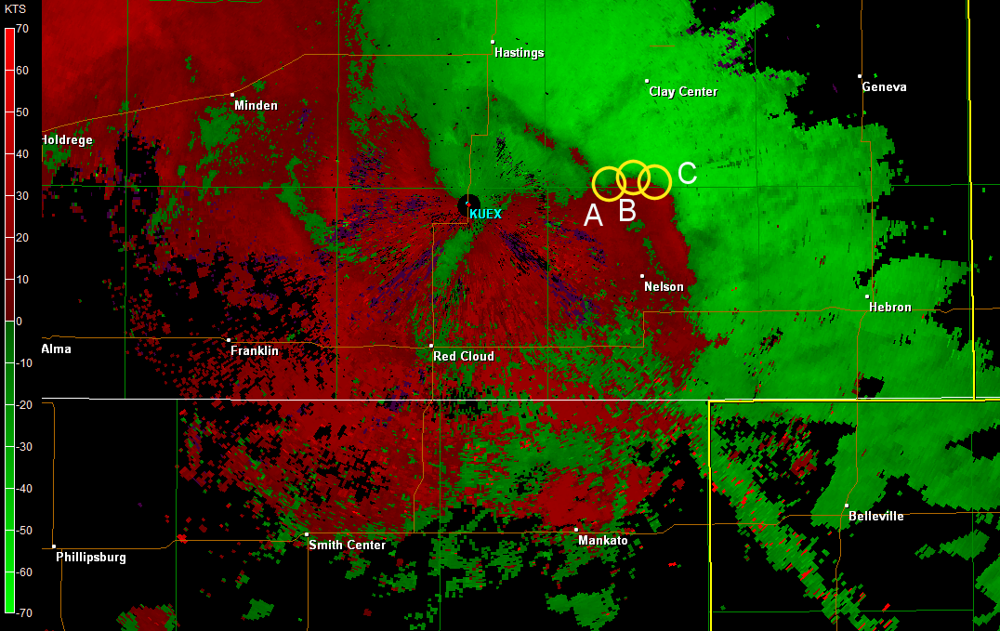 KTS
70
60
50
40
30
20
10
0
-10
-20
-30
-40
-50
-60
-70
Hastings
Geneva
Clay Center
Minden
Holdrege
C
A
B
KUEX
Nelson
Hebron
Alma
Franklin
Red Cloud
Belleville
Mankato
Smith Center
Phillipsburg